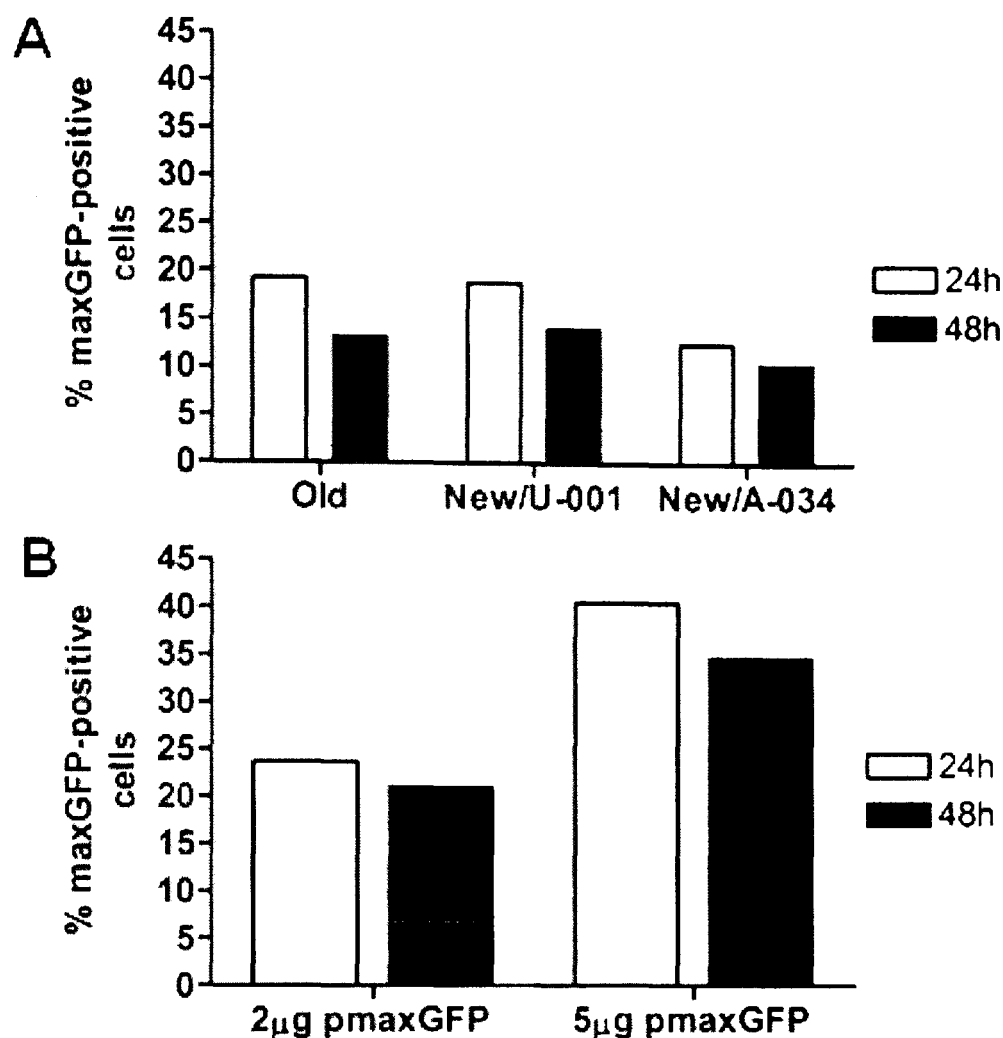 A
45
40
35
30
25
20
15
10
5
0
% maxGFP-positive
cells
Old
New/U-001
New/A-034
24h
48h
B
45
40
35
30
25
20
15
10
5
0
% maxGFP-positive
cells
2µg pmaxGFP
5µg pmaxGFP
24h
48h